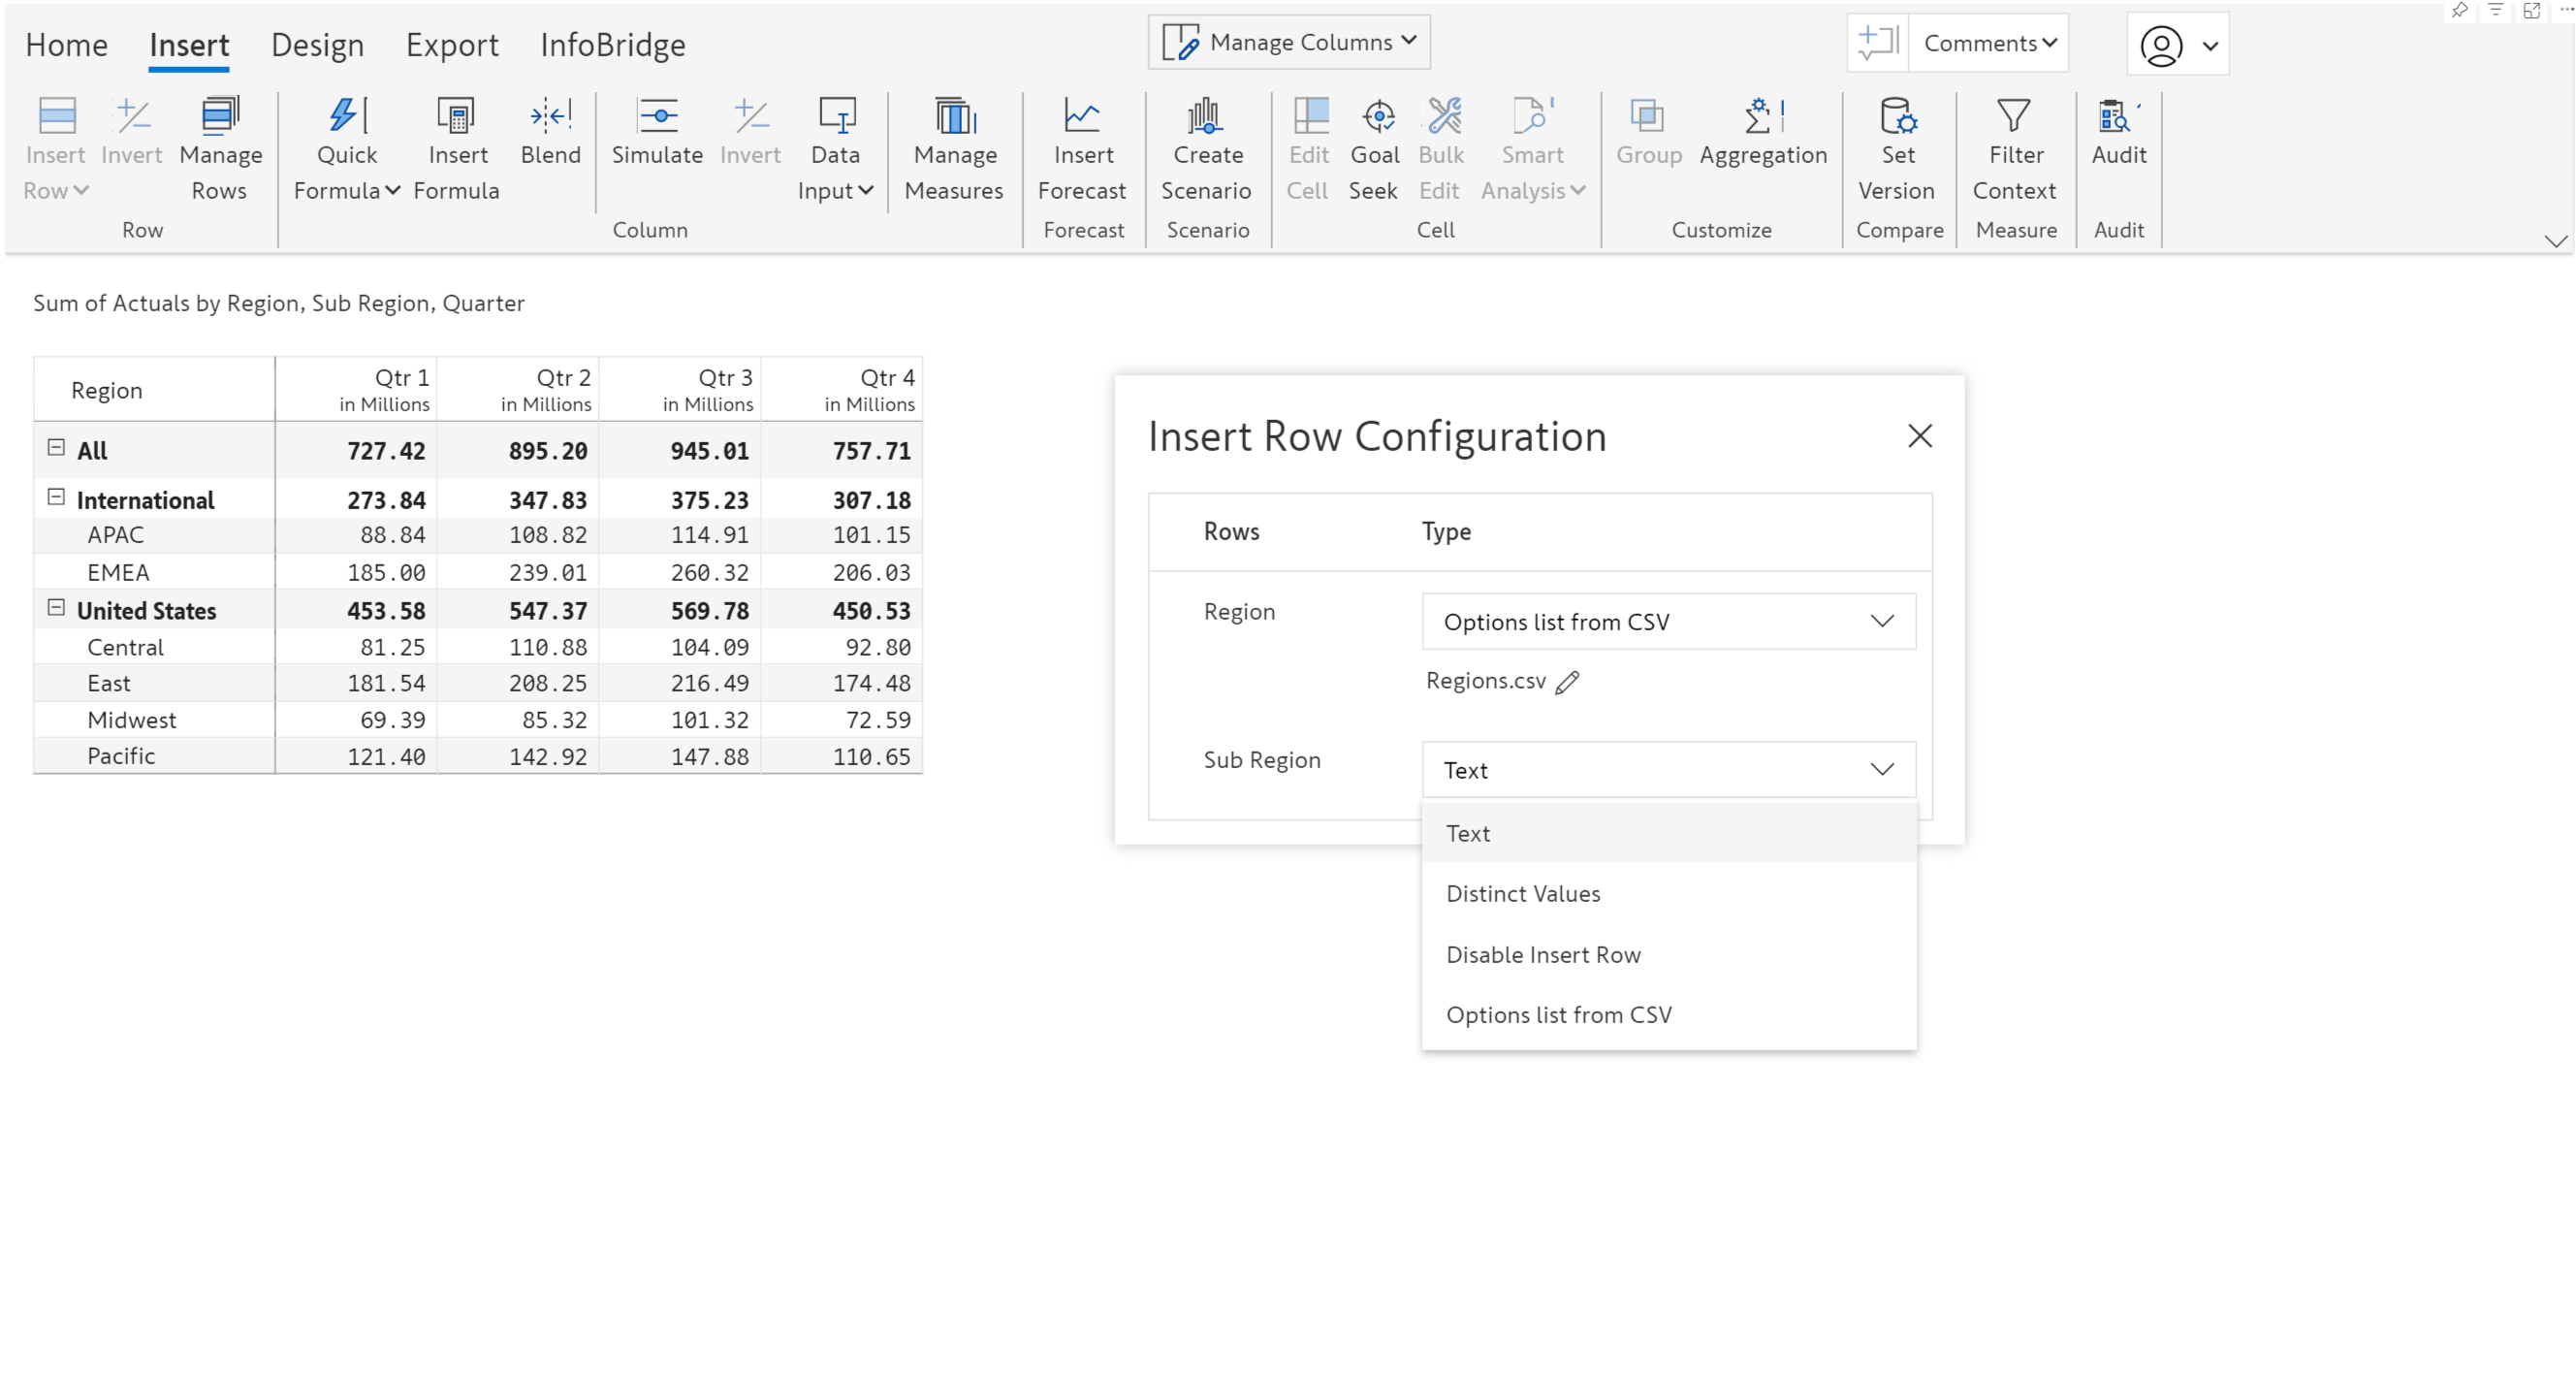 Home Insert Design Export InfoBridge Manage Columns Comments
Insert Row Invert Manage Rows
Quick Formula Insert Formula Blend Simulate Invert Data Input Manage Measures
Insert Forecast Create Scenario
Edit Cell Goal Seek Bulk Edit Smart Analysis
Group Aggregation Set Version Filter Context Audit
Row Column Forecast Scenario Cell Customize Compare Measure Audit
Sum of Actuals by Region, Sub Region, Quarter
Region Qtr 1 Qtr 2 Qtr 3 Qtr 4
in Millions in Millions in Millions in Millions
All 727.42 895.20 945.01 757.71
International 273.84 347.83 375.23 307.18
APAC 88.84 108.82 114.91 101.15
EMEA 185.00 239.01 260.32 206.03
United States 453.58 547.37 569.78 450.53
Central 81.25 110.88 104.09 92.80
East 181.54 208.25 216.49 174.48
Midwest 69.39 85.32 101.32 72.59
Pacific 121.40 142.92 147.88 110.65
Insert Row Configuration
Rows Type
Region Options list from CSV
Regions.csv
Sub Region Text
Text
Distinct Values
Disable Insert Row
Options list from CSV